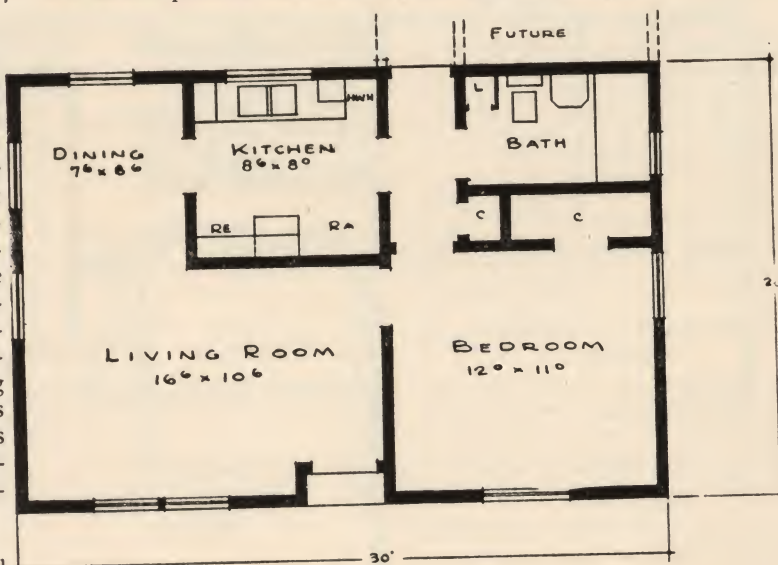 FUTURE
HWH
L
DINING
7⁶ x 8⁶
KITCHEN
8⁶ x 8⁰
BATH
RE
RA
C
C
LIVING ROOM
16⁶ x 10⁶
BEDROOM
12⁰ x 11⁰
30'